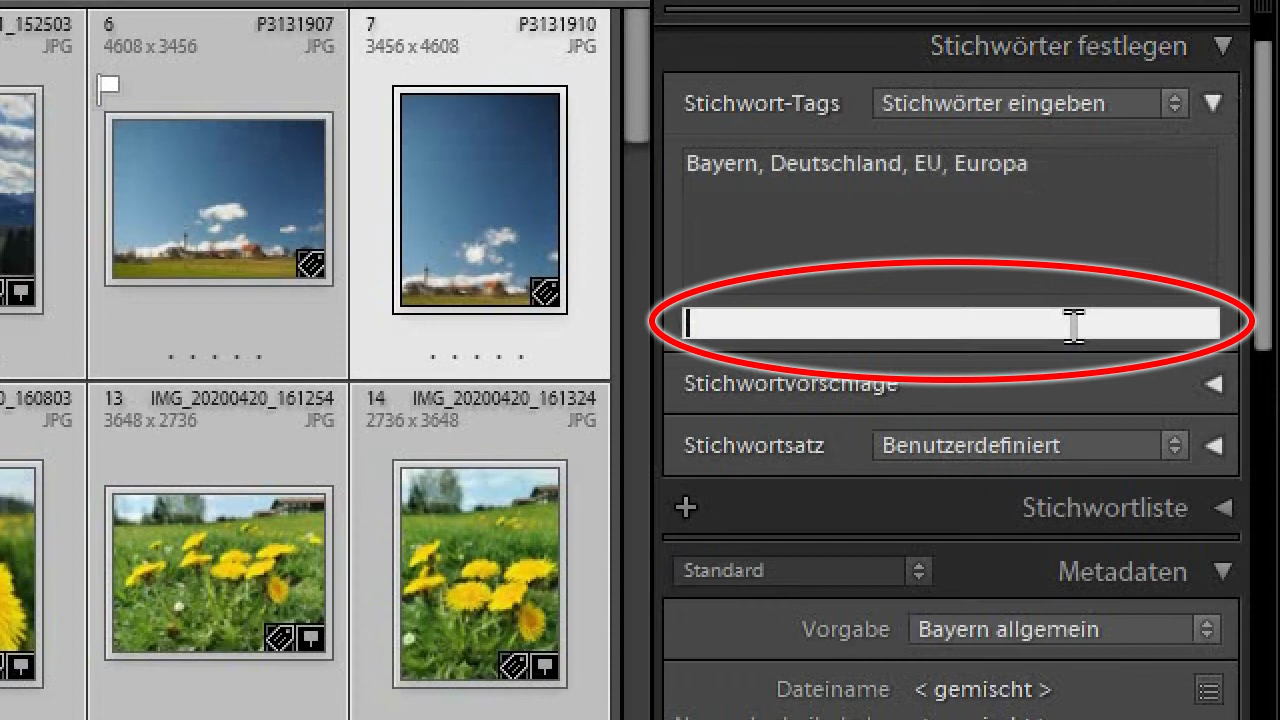 1_152503
JPG
6 P3131907
4608 x 3456 JPG
7 P3131910
3456 x 4608 JPG
0_160803
JPG
13 IMG_20200420_161254
3648 x 2736 JPG
14 IMG_20200420_161324
2736 x 3648 JPG
Stichwörter festlegen
Stichwort-Tags Stichwörter eingeben
Bayern, Deutschland, EU, Europa
Stichwortvorschläge
Stichwortsatz Benutzerdefiniert
Stichwortliste
Standard Metadaten
Vorgabe Bayern allgemein
Dateiname < gemischt >